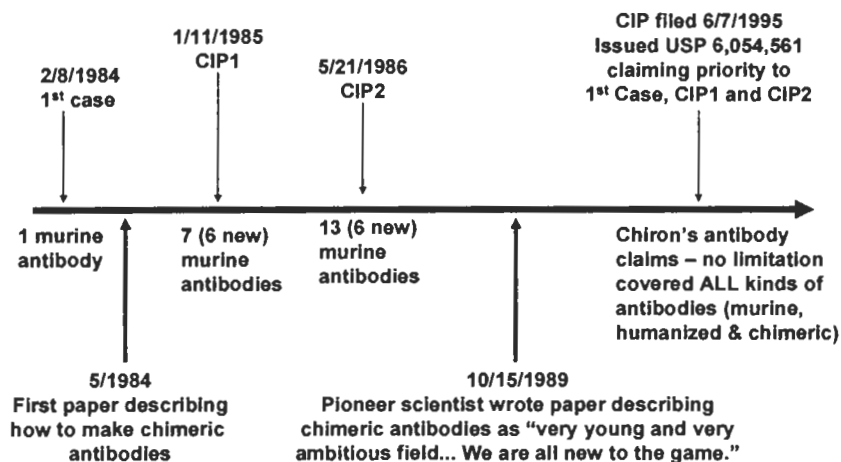 2/8/1984
1st case
1/11/1985
CIP1
5/21/1986
CIP2
CIP filed 6/7/1995
Issued USP 6,054,561
claiming priority to
1st Case, CIP1 and CIP2
1 murine
antibody
7 (6 new)
murine
antibodies
13 (6 new)
murine
antibodies
Chiron's antibody
claims – no limitation
covered ALL kinds of
antibodies (murine,
humanized & chimeric)
5/1984
First paper describing
how to make chimeric
antibodies
10/15/1989
Pioneer scientist wrote paper describing
chimeric antibodies as “very young and very
ambitious field... We are all new to the game.”